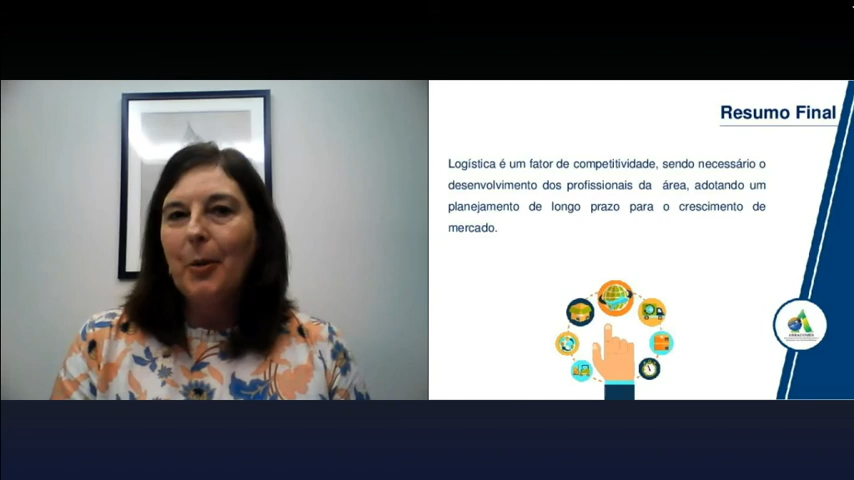 Resumo Final
Logística é um fator de competitividade, sendo necessário o
desenvolvimento dos profissionais da área, adotando um
planejamento de longo prazo para o crescimento de
mercado.